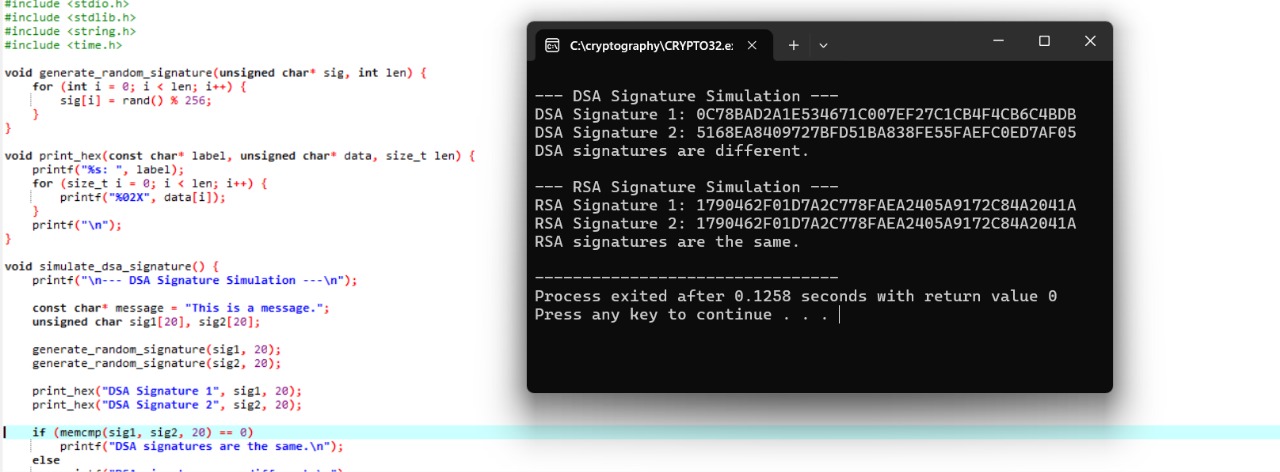 #include <stdio.h>
#include <stdlib.h>
#include <string.h>
#include <time.h>
void generate_random_signature(unsigned char* sig, int len) {
for (int i = 0; i < len; i++) {
sig[i] = rand() % 256;
}
}
void print_hex(const char* label, unsigned char* data, size_t len) {
printf("%s: ", label);
for (size_t i = 0; i < len; i++) {
printf("%02X", data[i]);
}
printf("\n");
}
void simulate_dsa_signature() {
printf("\n--- DSA Signature Simulation ---\n");
const char* message = "This is a message.";
unsigned char sig1[20], sig2[20];
generate_random_signature(sig1, 20);
generate_random_signature(sig2, 20);
print_hex("DSA Signature 1", sig1, 20);
print_hex("DSA Signature 2", sig2, 20);
if (memcmp(sig1, sig2, 20) == 0)
printf("DSA signatures are the same.\n");
else
C:\cryptography\CRYPTO32.e
--- DSA Signature Simulation ---
DSA Signature 1: 0C78BAD2A1E534671C007EF27C1CB4F4CB6C4BDB
DSA Signature 2: 5168EA8409727BFD51BA838FE55FAEFC0ED7AF05
DSA signatures are different.
--- RSA Signature Simulation ---
RSA Signature 1: 1790462F01D7A2C778FAEA2405A9172C84A2041A
RSA Signature 2: 1790462F01D7A2C778FAEA2405A9172C84A2041A
RSA signatures are the same.
--------------------------------
Process exited after 0.1258 seconds with return value 0
Press any key to continue . . .